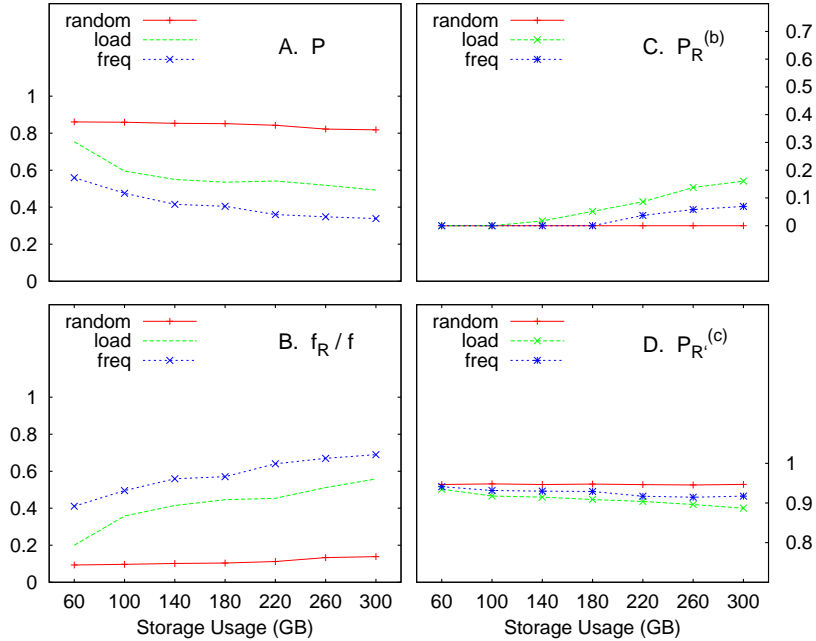 random
load
freq
A. P
1
0.8
0.6
0.4
0.2
0
random
load
freq
C. P_R^(b)
0.7
0.6
0.5
0.4
0.3
0.2
0.1
0
random
load
freq
B. f_R / f
1
0.8
0.6
0.4
0.2
0
60 100 140 180 220 260 300
Storage Usage (GB)
random
load
freq
D. P_R'^(c)
1
0.9
0.8
60 100 140 180 220 260 300
Storage Usage (GB)